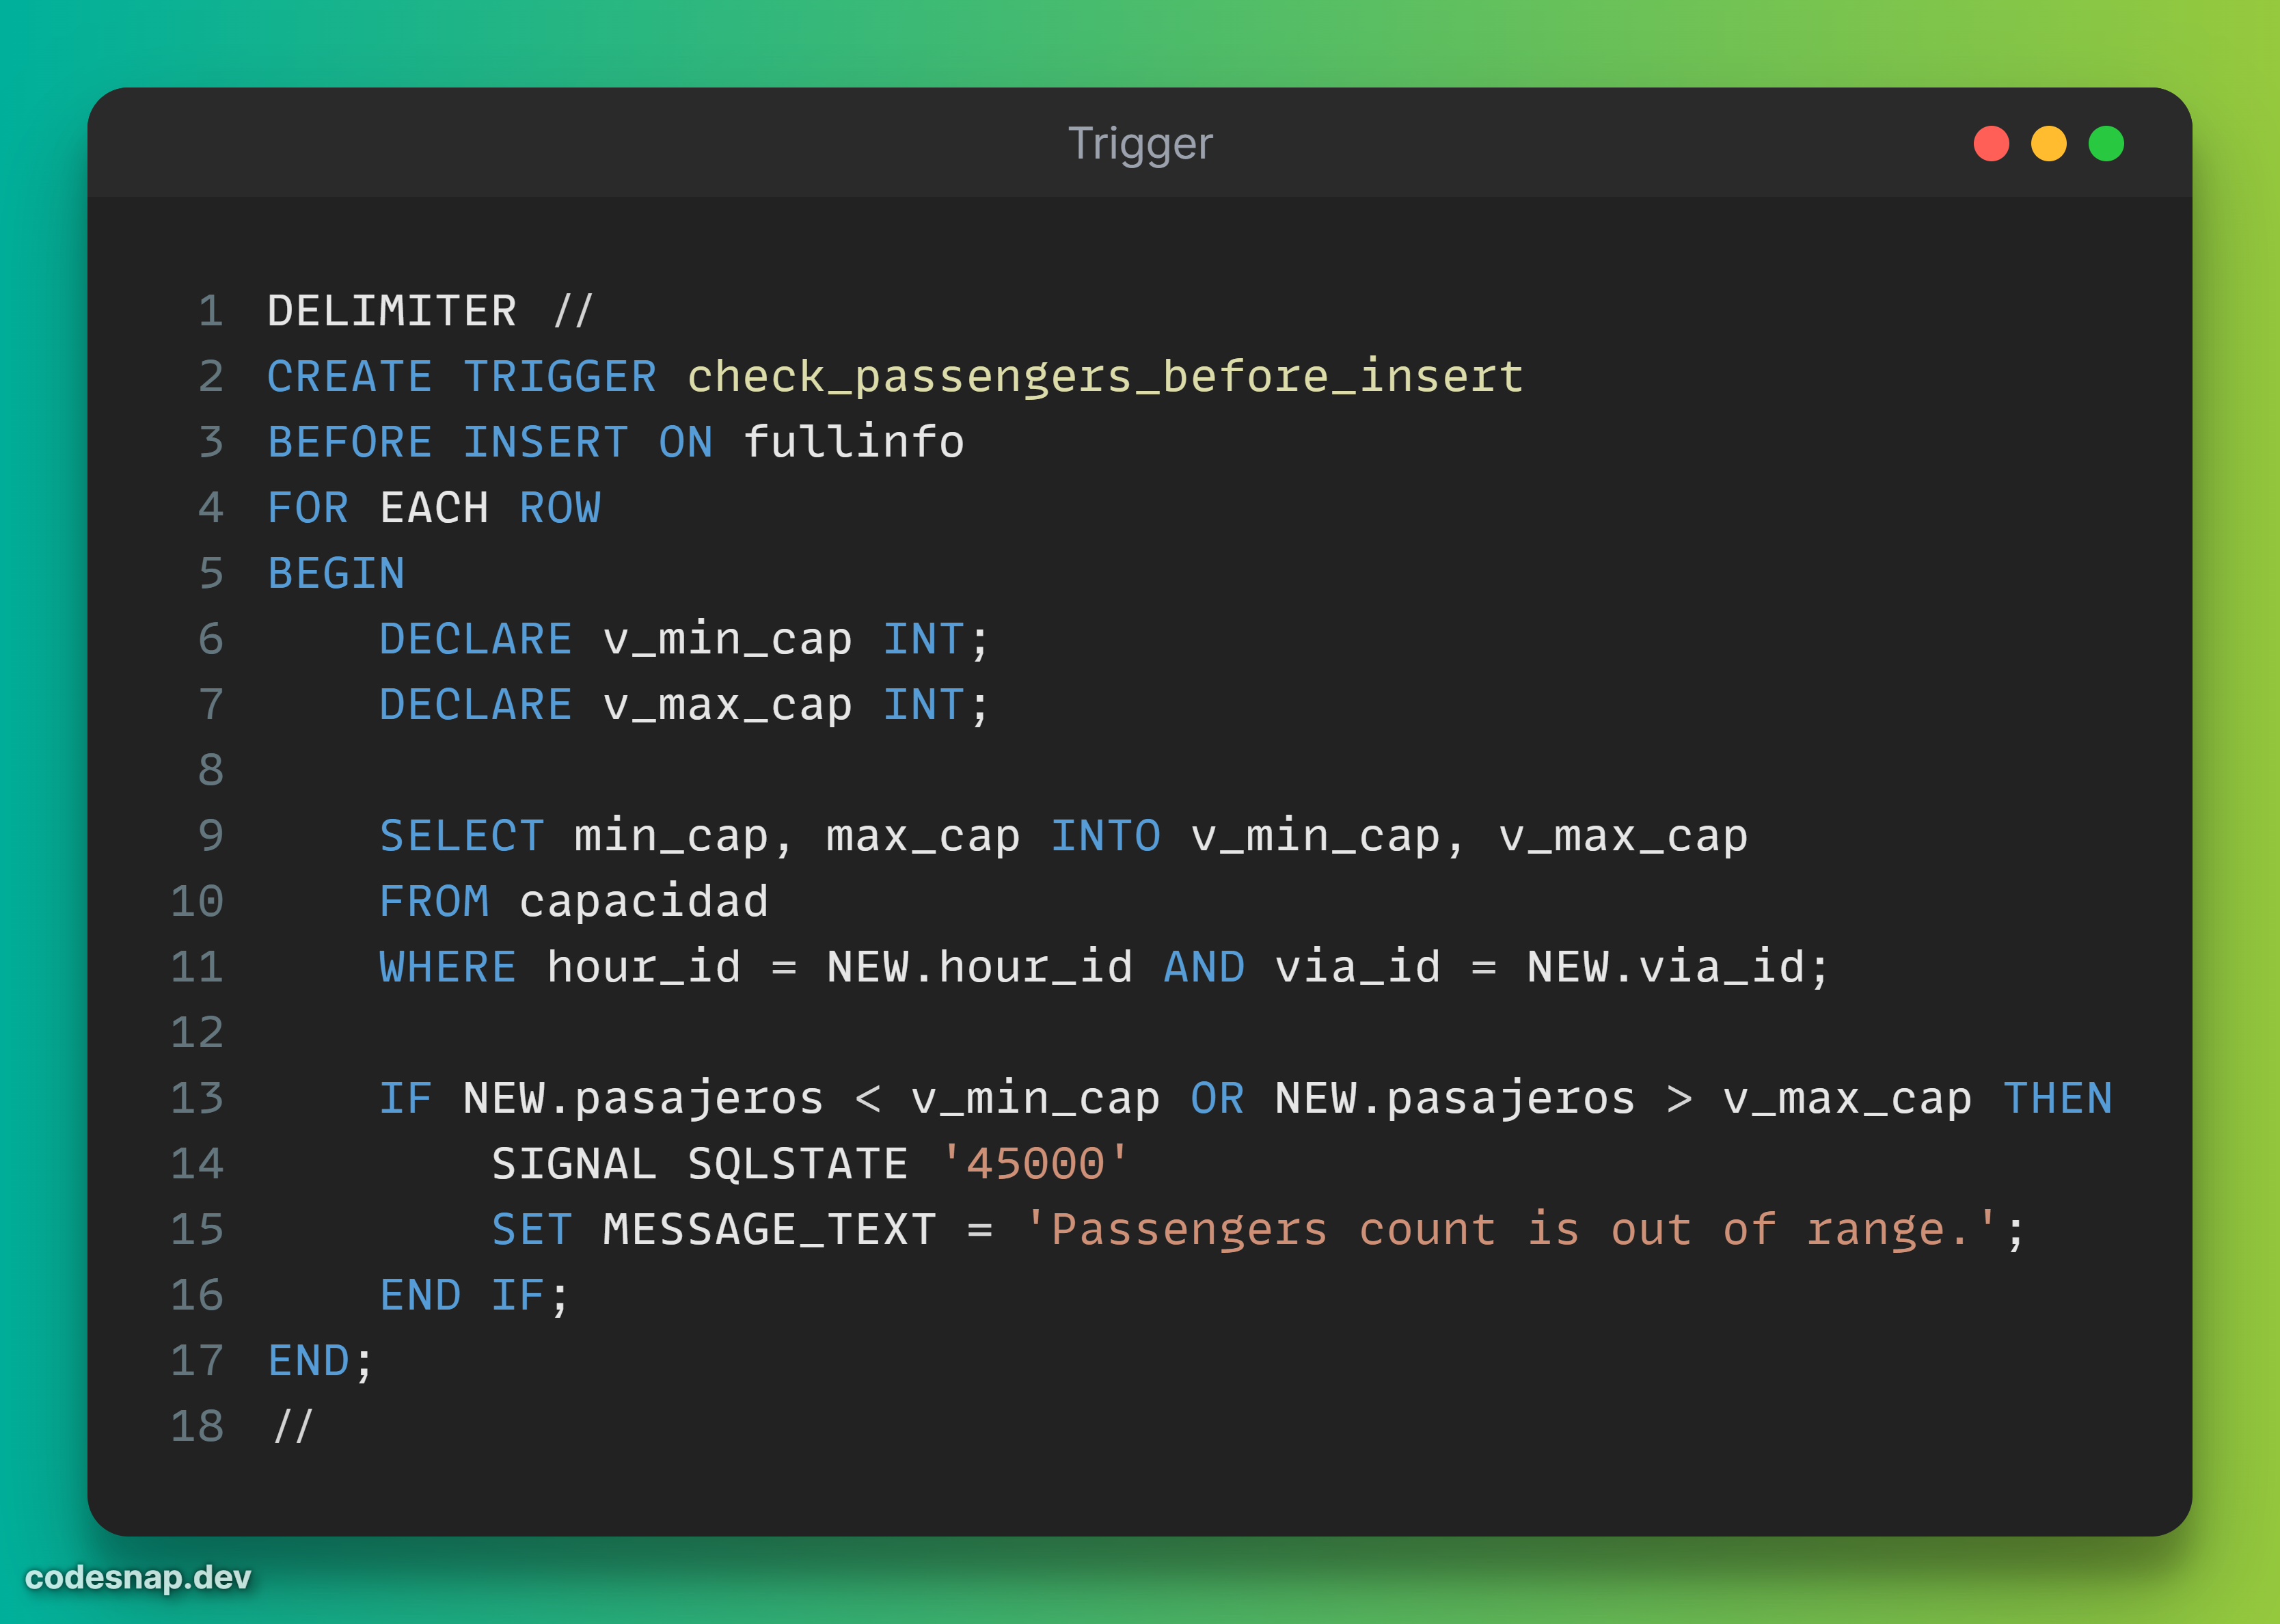 Trigger
1 DELIMITER //
2 CREATE TRIGGER check_passengers_before_insert
3 BEFORE INSERT ON fullinfo
4 FOR EACH ROW
5 BEGIN
6     DECLARE v_min_cap INT;
7     DECLARE v_max_cap INT;
8
9     SELECT min_cap, max_cap INTO v_min_cap, v_max_cap
10     FROM capacidad
11     WHERE hour_id = NEW.hour_id AND via_id = NEW.via_id;
12
13     IF NEW.pasajeros < v_min_cap OR NEW.pasajeros > v_max_cap THEN
14         SIGNAL SQLSTATE '45000'
15         SET MESSAGE_TEXT = 'Passengers count is out of range.';
16     END IF;
17 END;
18 //
codesnap.dev